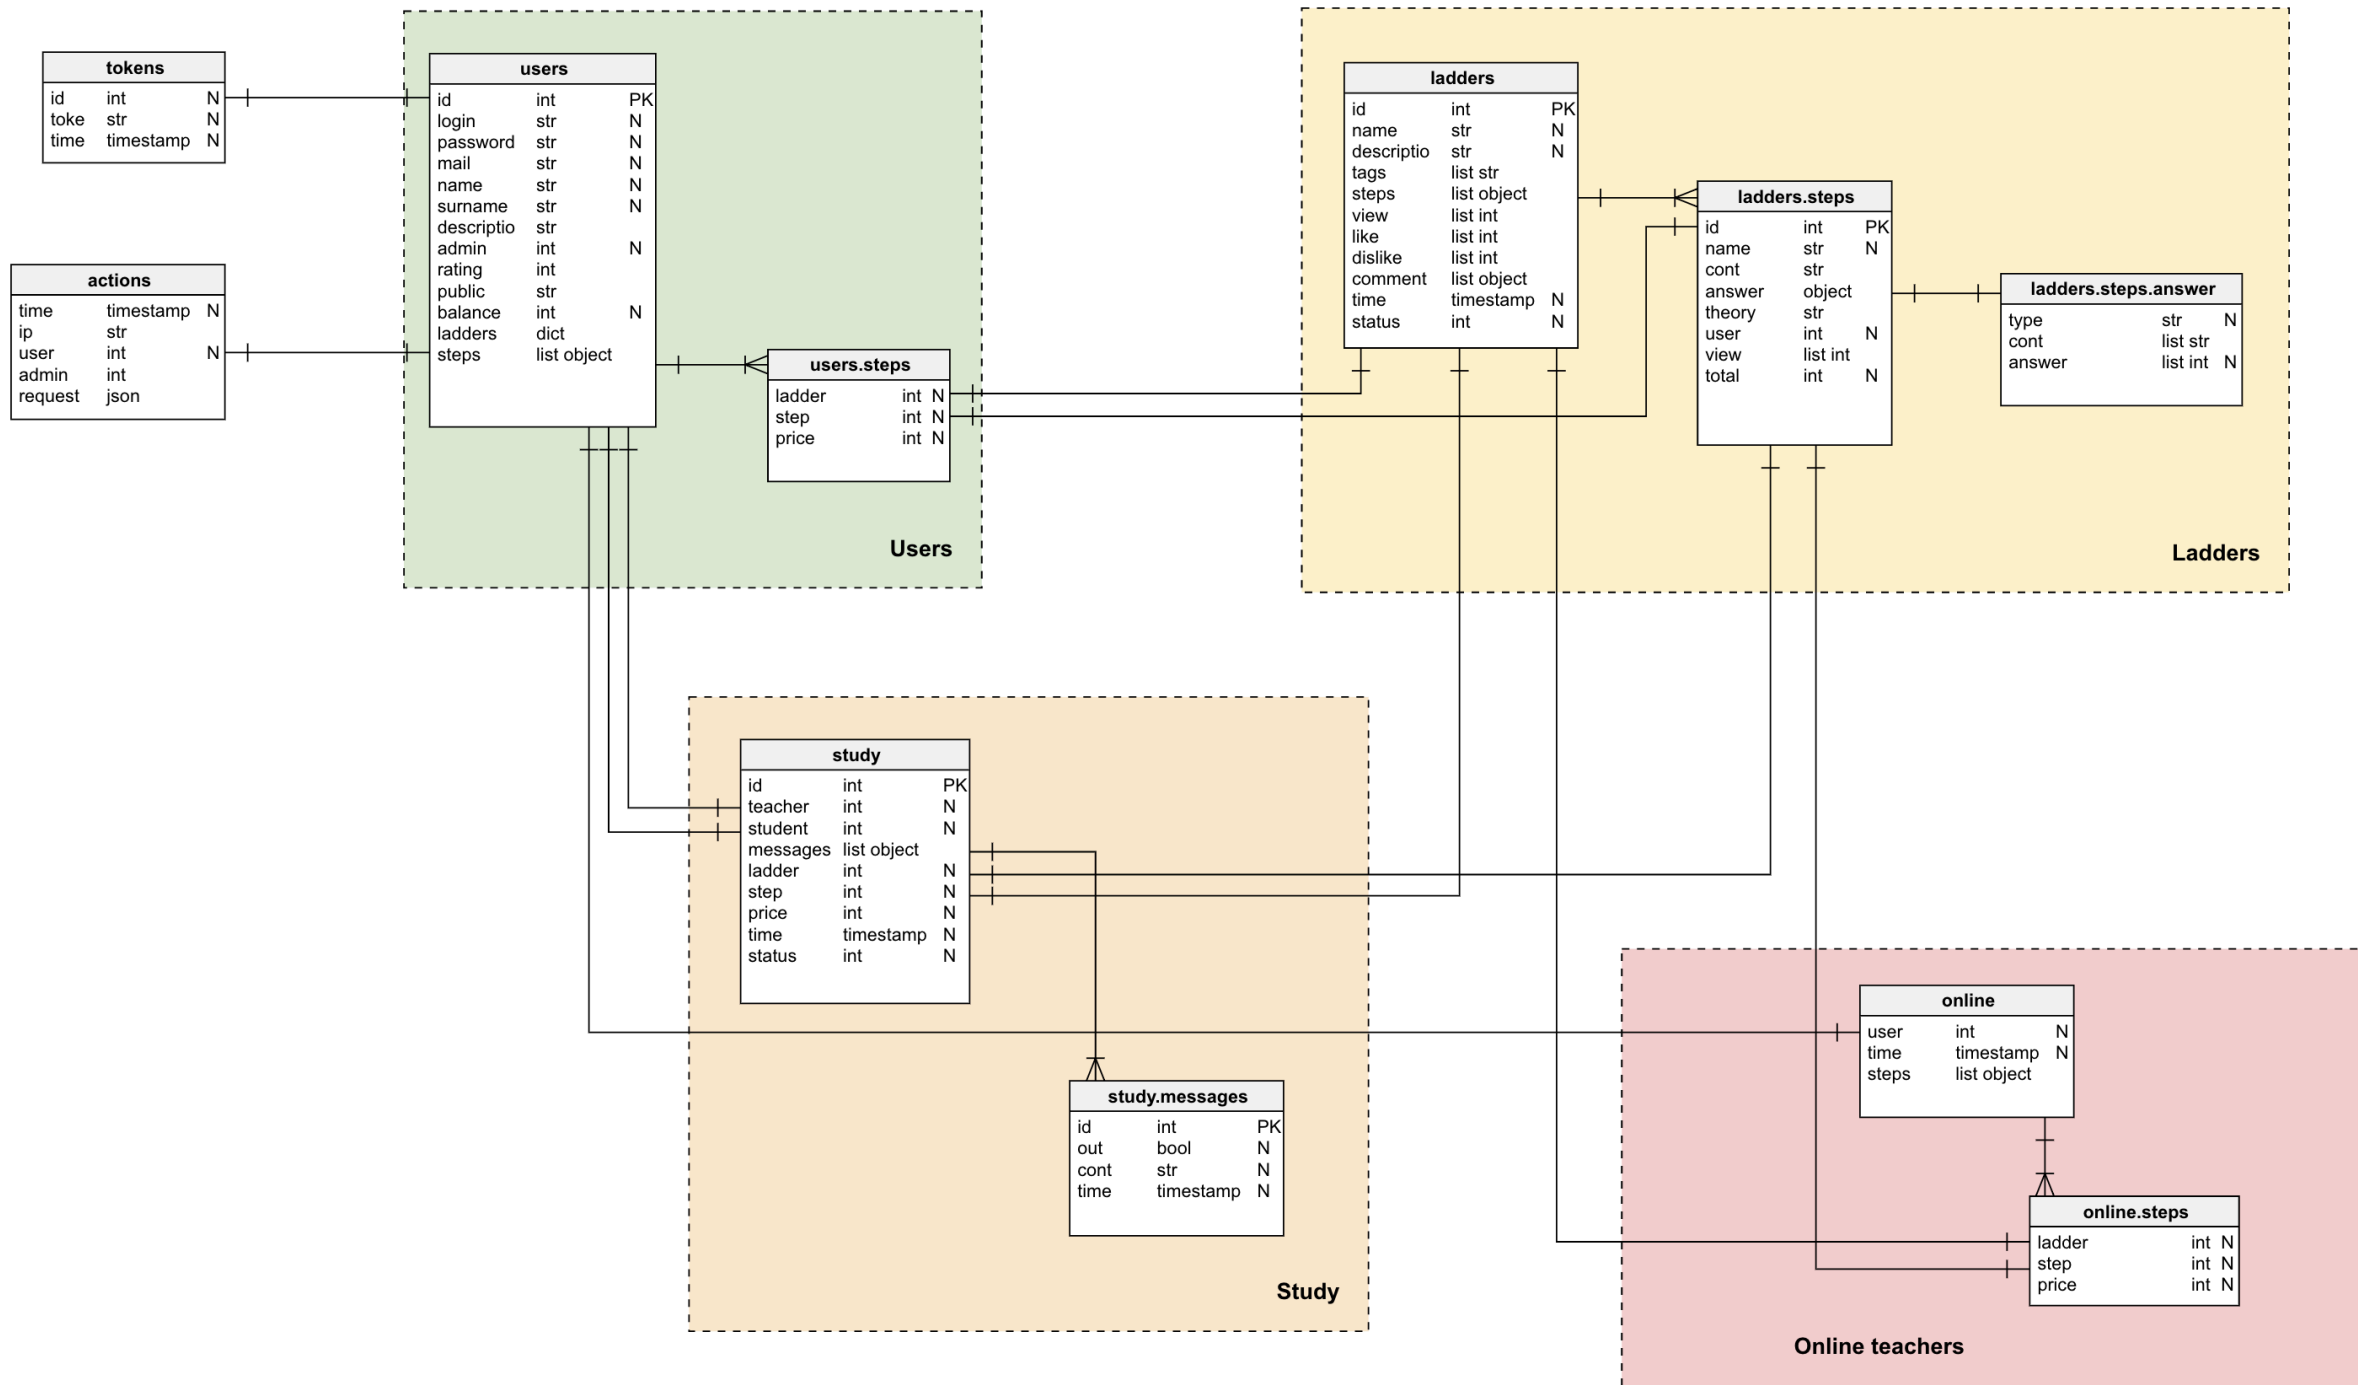 tokens
id int N
toke str N
time timestamp N
actions
time timestamp N
ip str
user int N
admin int
request json
users
id int PK
login str N
password str N
mail str N
name str N
surname str N
descriptio str
admin int N
rating int
public str
balance int N
ladders dict
steps list object
users.steps
ladder int N
step int N
price int N
Users
ladders
id int PK
name str N
descriptio str N
tags list str
steps list object
view list int
like list int
dislike list int
comment list object
time timestamp N
status int N
ladders.steps
id int PK
name str N
cont str
answer object
theory str
user int N
view list int
total int N
ladders.steps.answer
type str N
cont list str
answer list int N
Ladders
study
id int PK
teacher int N
student int N
messages list object
ladder int N
step int N
price int N
time timestamp N
status int N
study.messages
id int PK
out bool N
cont str N
time timestamp N
Study
online
user int N
time timestamp N
steps list object
online.steps
ladder int N
step int N
price int N
Online teachers